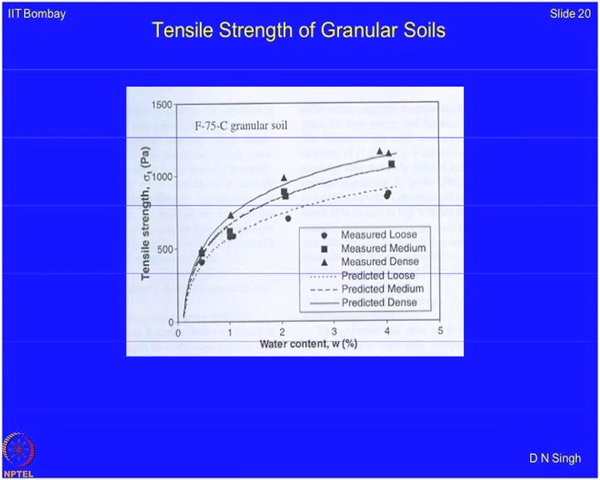 IIT Bombay
Slide 20
Tensile Strength of Granular Soils
1500
F-75-C granular soil
Tensile strength, σt (Pa)
1000
500
0
Measured Loose
Measured Medium
Measured Dense
Predicted Loose
Predicted Medium
Predicted Dense
0 1 2 3 4 5
Water content, w (%)
NPTEL
D N Singh